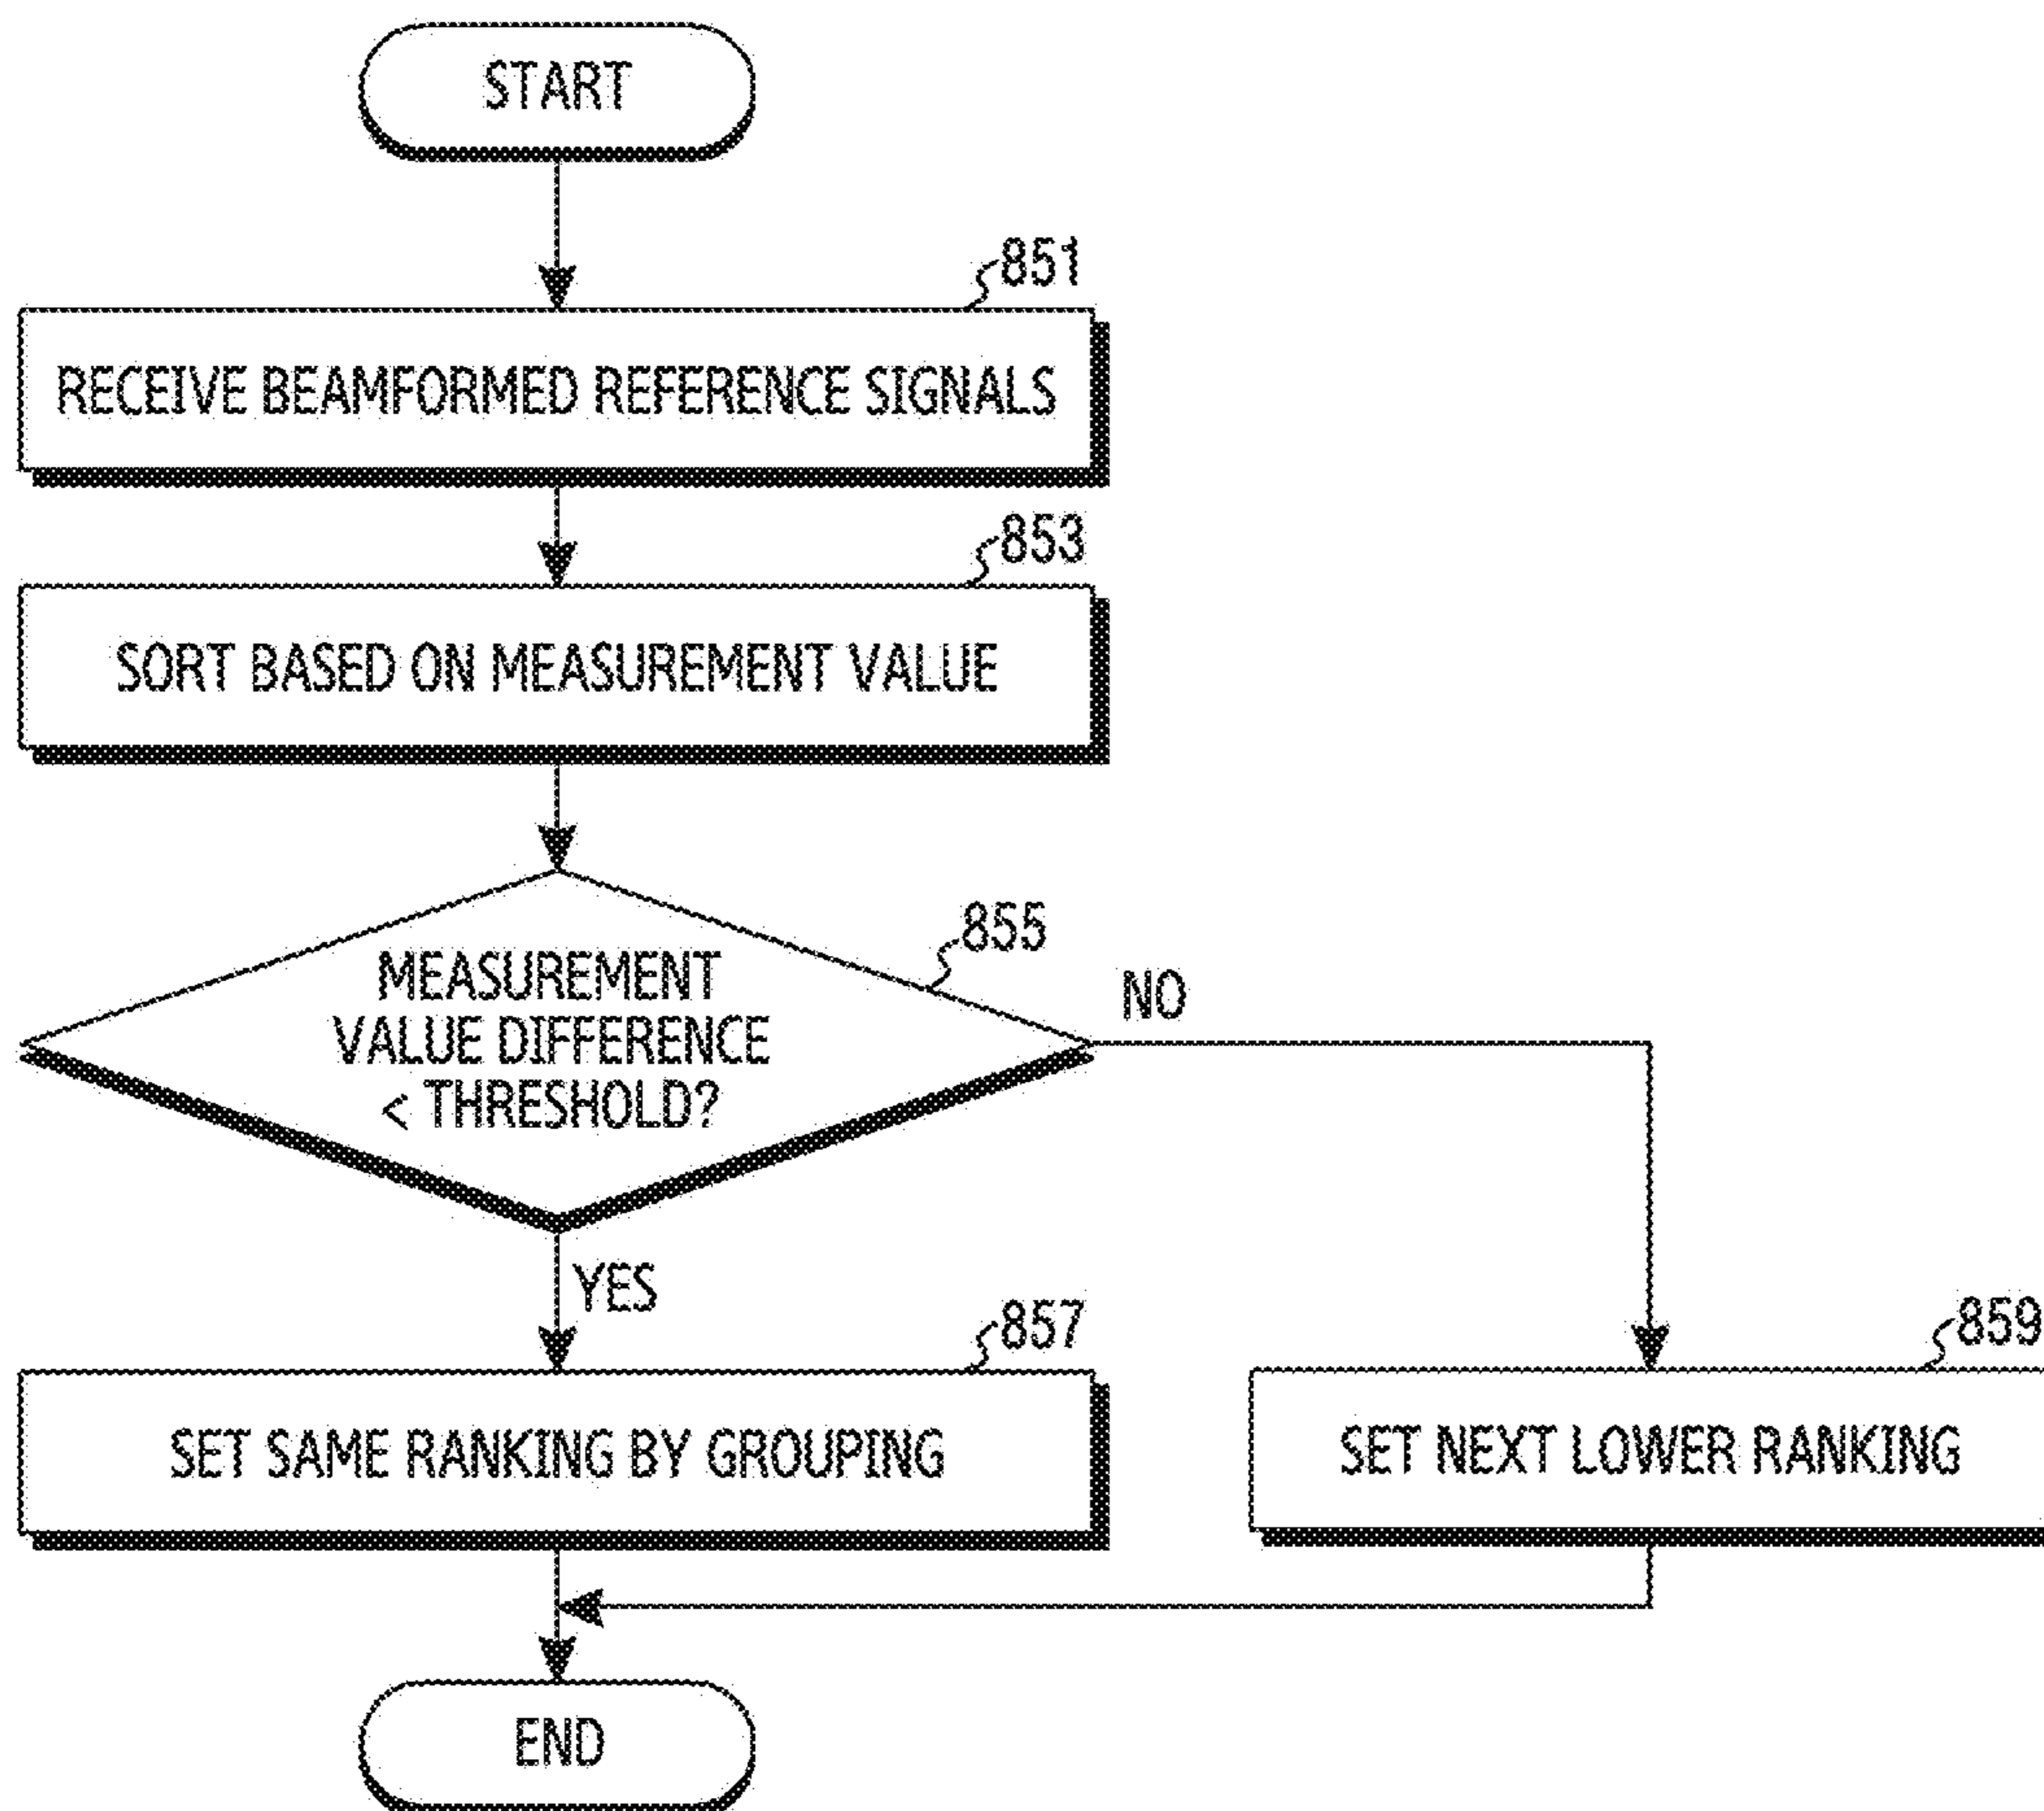 START
851
RECEIVE BEAMFORMED REFERENCE SIGNALS
853
SORT BASED ON MEASUREMENT VALUE
855
MEASUREMENT
VALUE DIFFERENCE
< THRESHOLD?
NO
YES
857
SET SAME RANKING BY GROUPING
859
SET NEXT LOWER RANKING
END